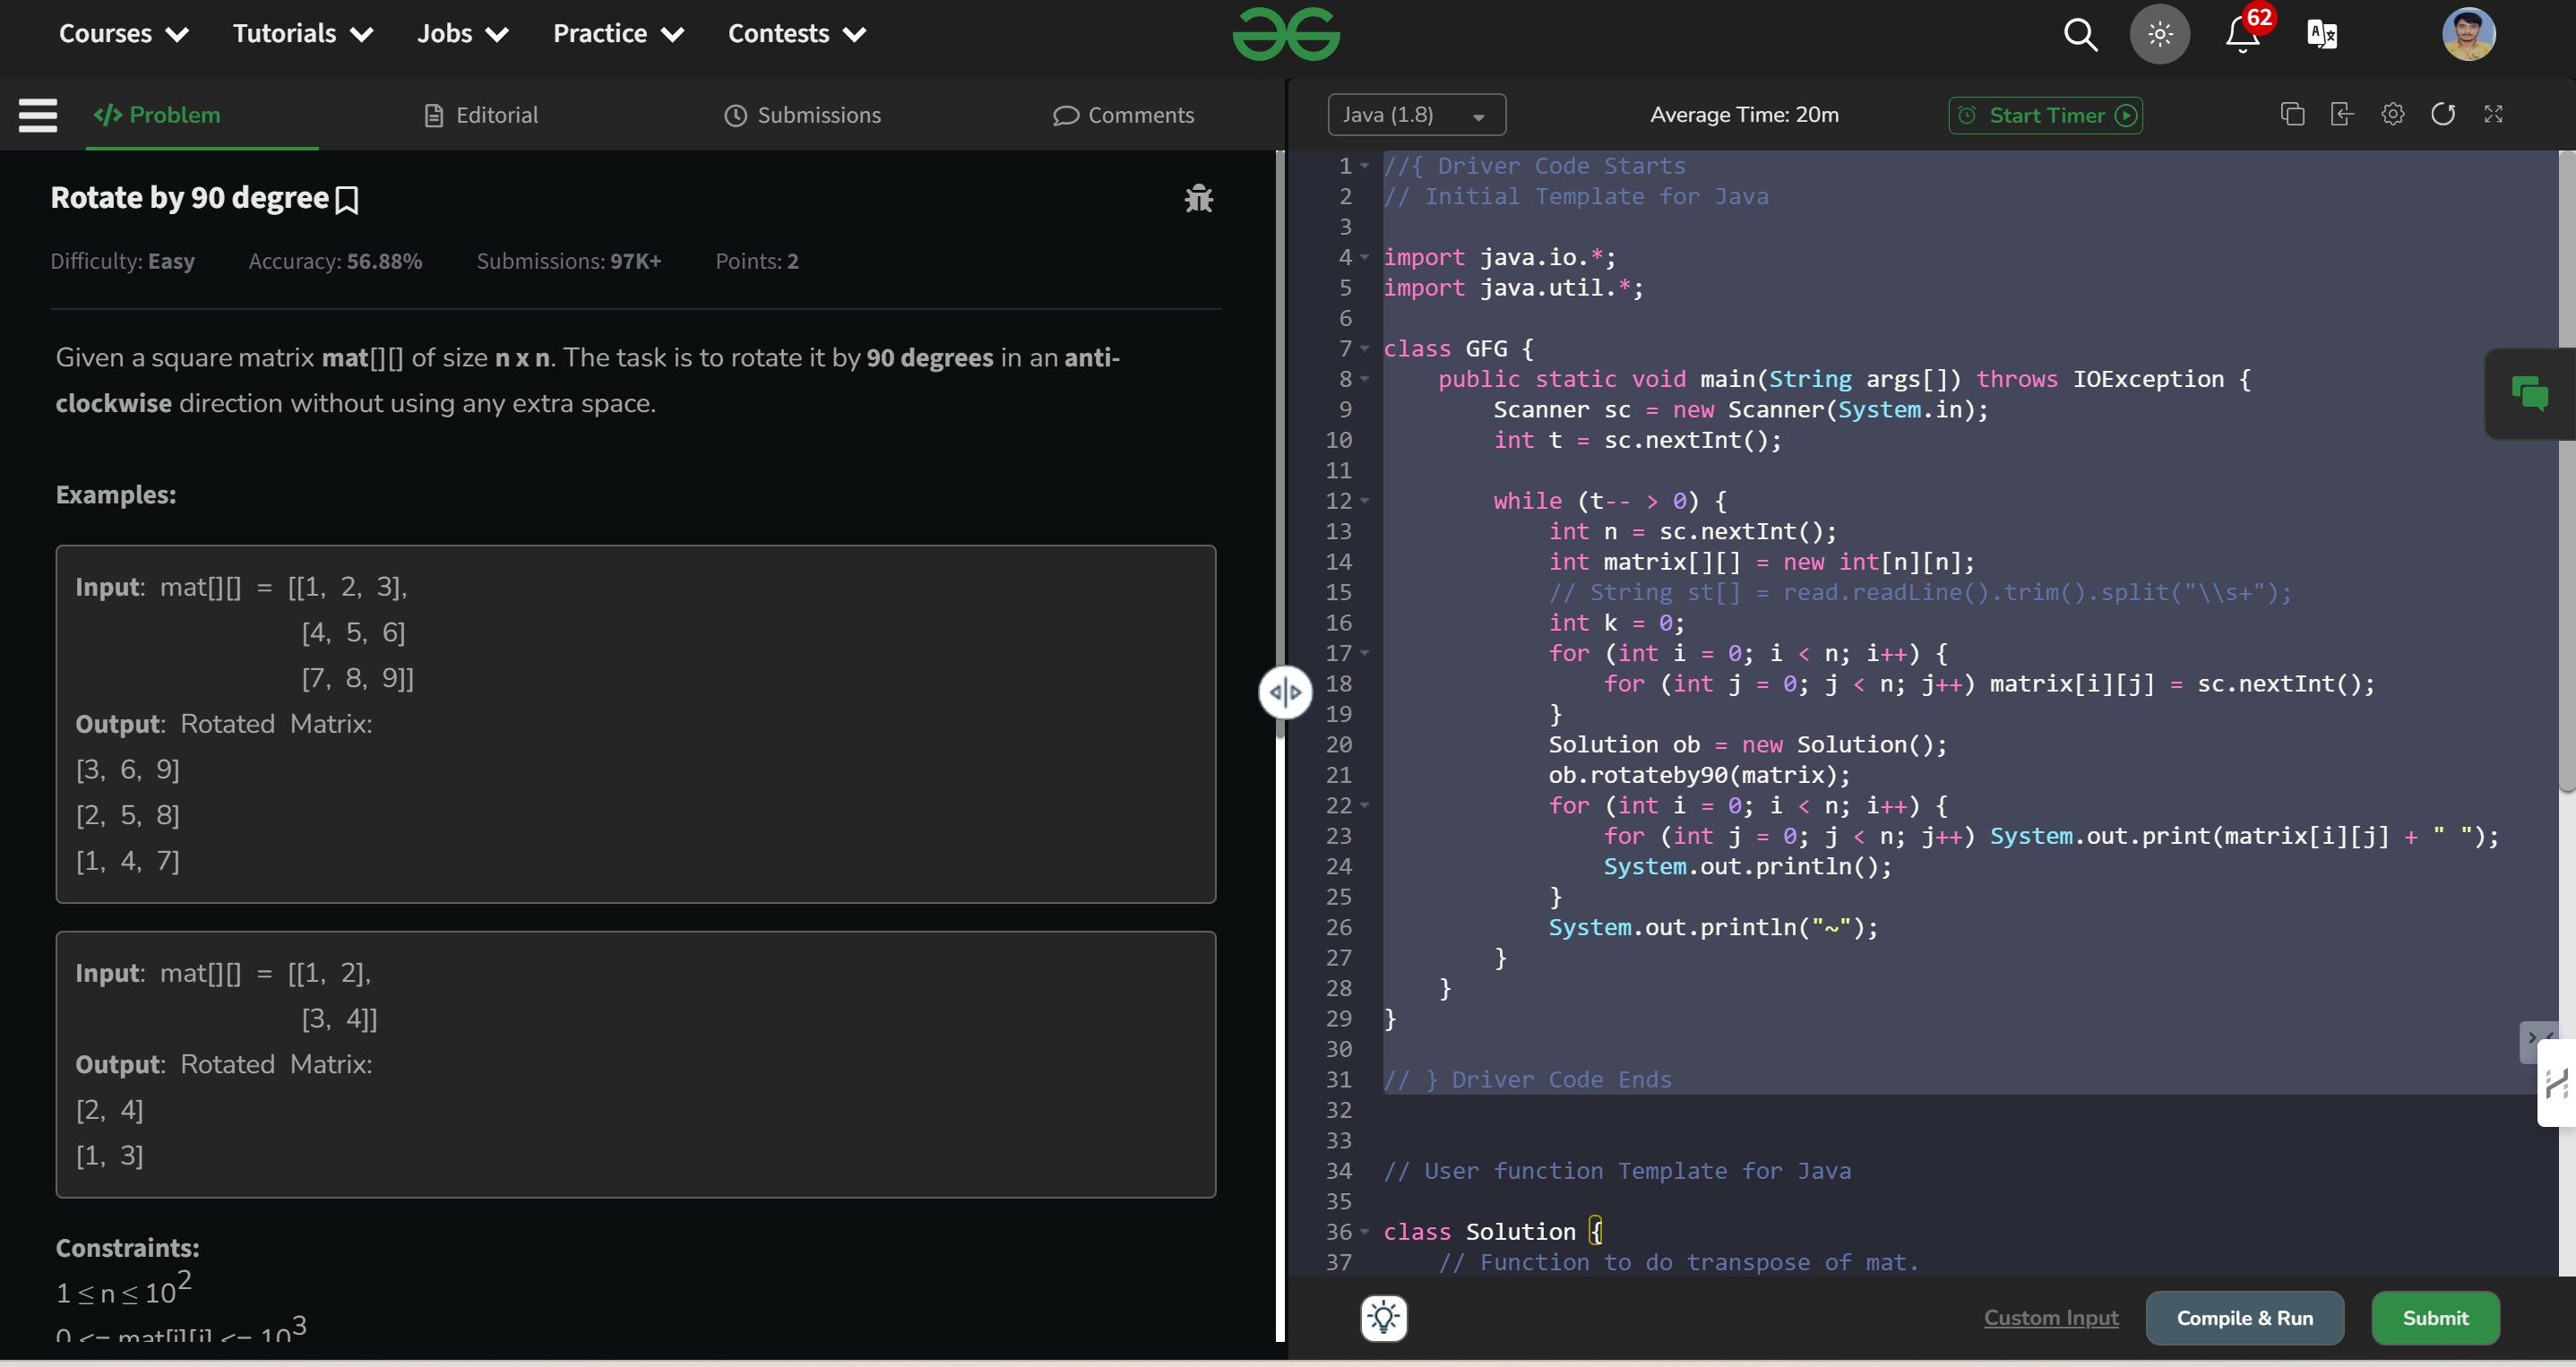 Courses Tutorials Jobs Practice Contests
62
Problem Editorial Submissions Comments
Rotate by 90 degree
Difficulty: Easy Accuracy: 56.88% Submissions: 97K+ Points: 2
Given a square matrix mat[][] of size n x n. The task is to rotate it by 90 degrees in an anti-
clockwise direction without using any extra space.
Examples:
Input: mat[][] = [[1, 2, 3],
[4, 5, 6]
[7, 8, 9]]
Output: Rotated Matrix:
[3, 6, 9]
[2, 5, 8]
[1, 4, 7]
Input: mat[][] = [[1, 2],
[3, 4]]
Output: Rotated Matrix:
[2, 4]
[1, 3]
Constraints:
1 ≤ n ≤ 10^2
0 <= mat[i][j] <= 10^3
Java (1.8) Average Time: 20m Start Timer
1 //{ Driver Code Starts
2 // Initial Template for Java
3
4 import java.io.*;
5 import java.util.*;
6
7 class GFG {
8 public static void main(String args[]) throws IOException {
9 Scanner sc = new Scanner(System.in);
10 int t = sc.nextInt();
11
12 while (t-- > 0) {
13 int n = sc.nextInt();
14 int matrix[][] = new int[n][n];
15 // String st[] = read.readLine().trim().split("\\s+");
16 int k = 0;
17 for (int i = 0; i < n; i++) {
18 for (int j = 0; j < n; j++) matrix[i][j] = sc.nextInt();
19 }
20 Solution ob = new Solution();
21 ob.rotateby90(matrix);
22 for (int i = 0; i < n; i++) {
23 for (int j = 0; j < n; j++) System.out.print(matrix[i][j] + " ");
24 System.out.println();
25 }
26 System.out.println("~");
27 }
28 }
29 }
30
31 // } Driver Code Ends
32
33
34 // User function Template for Java
35
36 class Solution {
37 // Function to do transpose of mat.
Custom Input Compile & Run Submit